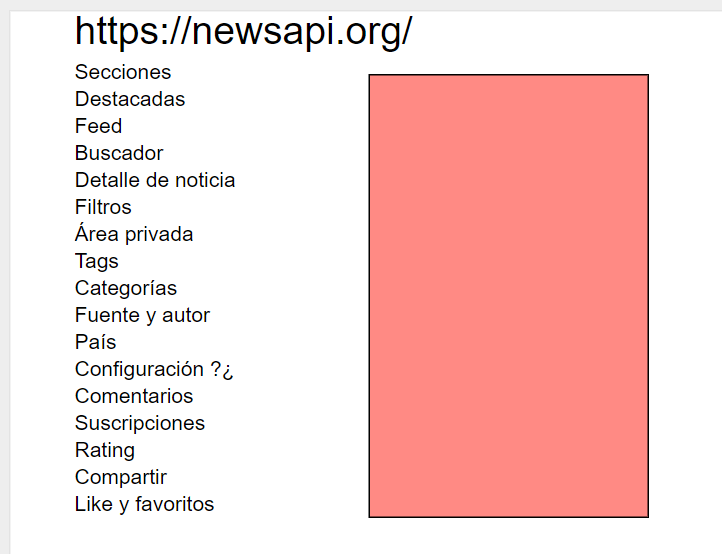 https://newsapi.org/
Secciones
Destacadas
Feed
Buscador
Detalle de noticia
Filtros
Área privada
Tags
Categorías
Fuente y autor
País
Configuración ?¿
Comentarios
Suscripciones
Rating
Compartir
Like y favoritos